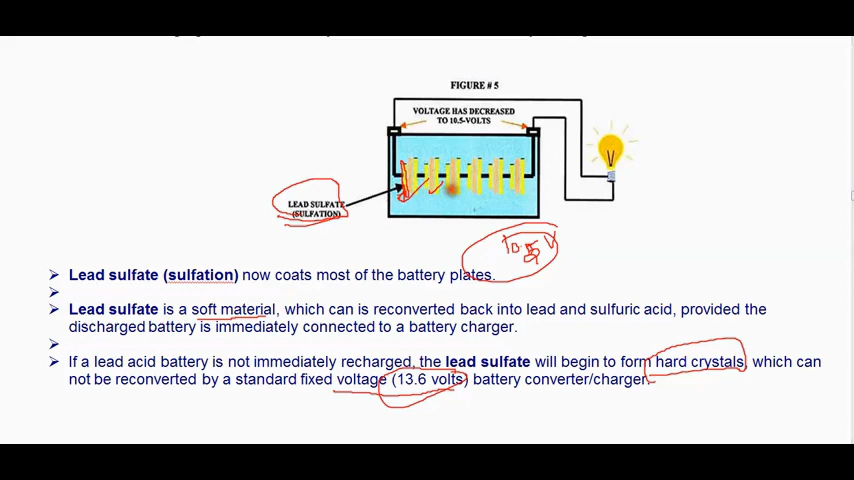 FIGURE # 5
VOLTAGE HAS DECREASED
TO 10.5-VOLTS
LEAD SULFATE
(SULFATION)
10.5 V
➢ Lead sulfate (sulfation) now coats most of the battery plates.
➢
➢ Lead sulfate is a soft material, which can is reconverted back into lead and sulfuric acid, provided the
discharged battery is immediately connected to a battery charger.
➢
➢ If a lead acid battery is not immediately recharged, the lead sulfate will begin to form hard crystals, which can
not be reconverted by a standard fixed voltage (13.6 volts) battery converter/charger.